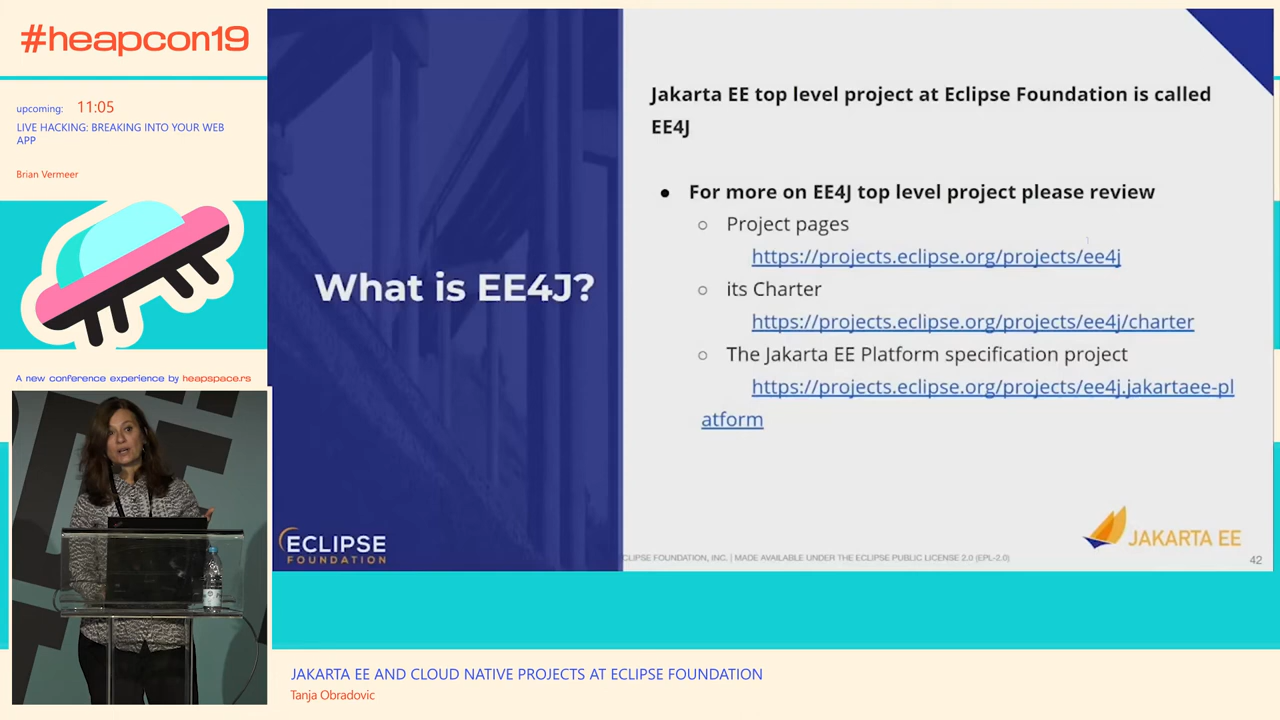 #heapcon19
upcoming: 11:05
LIVE HACKING: BREAKING INTO YOUR WEB
APP
Brian Vermeer
A new conference experience by heapspace.rs
What is EE4J?
ECLIPSE
FOUNDATION
Jakarta EE top level project at Eclipse Foundation is called
EE4J
● For more on EE4J top level project please review
○ Project pages
https://projects.eclipse.org/projects/ee4j
○ its Charter
https://projects.eclipse.org/projects/ee4j/charter
○ The Jakarta EE Platform specification project
https://projects.eclipse.org/projects/ee4j.jakartaee-pl
atform
JAKARTA EE
FOUNDATION, INC. | MADE AVAILABLE UNDER THE ECLIPSE PUBLIC LICENSE 2.0 (EPL-2.0)
42
JAKARTA EE AND CLOUD NATIVE PROJECTS AT ECLIPSE FOUNDATION
Tanja Obradovic